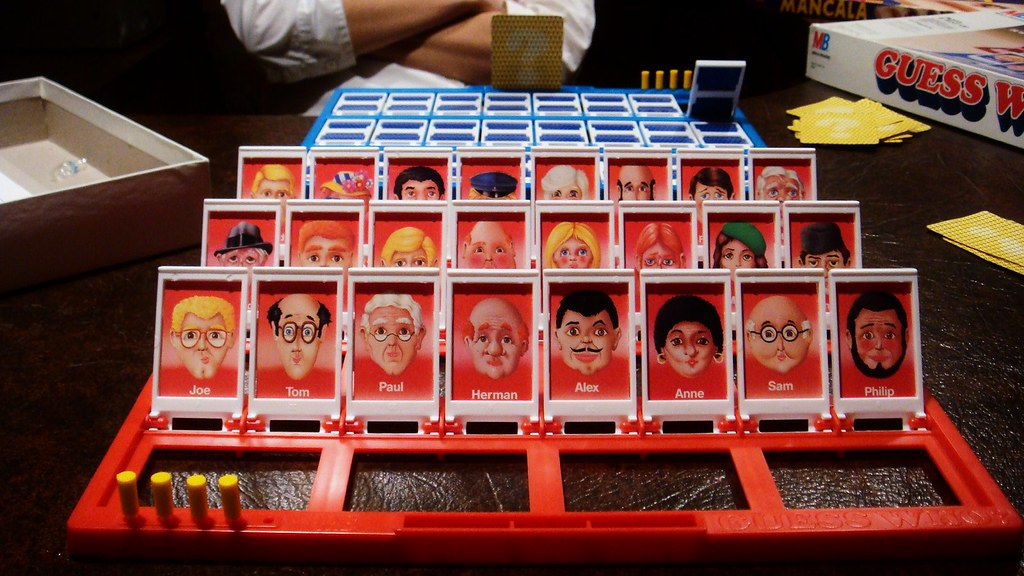 MANCALA
MB
GUESS W
Joe
Tom
Paul
Herman
Alex
Anne
Sam
Philip
GUESS WHO